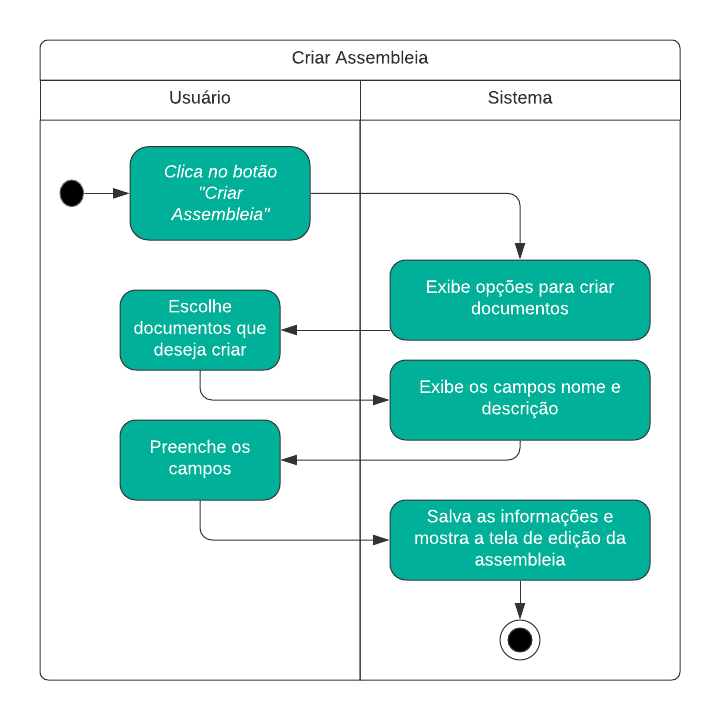 Criar Assembleia
Usuário
Sistema
Clica no botão
"Criar
Assembleia"
Exibe opções para criar
documentos
Escolhe
documentos que
deseja criar
Exibe os campos nome e
descrição
Preenche os
campos
Salva as informações e
mostra a tela de edição da
assembleia